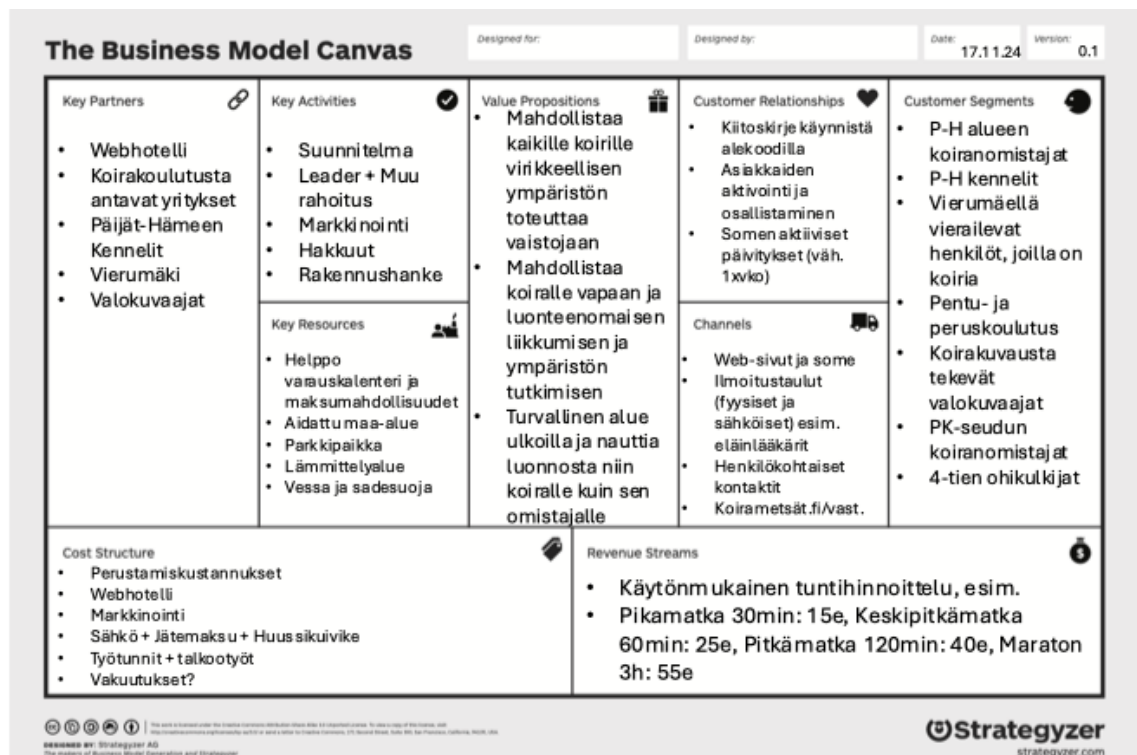 The Business Model Canvas
Designed for:
Designed by:
Date:
17.11.24
Version:
0.1
Key Partners
• Webhotelli
• Koirakoulutusta
antavat yritykset
• Päijät-Hämeen
Kennelit
• Vierumäki
• Valokuvaajat
Key Activities
• Suunnitelma
• Leader + Muu
rahoitus
• Markkinointi
• Hakkuut
• Rakennushanke
Key Resources
• Helppo
varauskalenteri ja
maksumahdollisuudet
• Aidattu maa-alue
• Parkkipaikka
• Lämmittelyalue
• Vessa ja sadesuoja
Value Propositions
• Mahdollistaa
kaikille koirille
virikkeellisen
ympäristön
toteuttaa
vaistojaan
• Mahdollistaa
koiralle vapaan ja
luonteenomaisen
liikkumisen ja
ympäristön
tutkimisen
• Turvallinen alue
ulkoilla ja nauttia
luonnosta niin
koiralle kuin sen
omistajalle
Customer Relationships
• Kiitoskirje käynnistä
alekoodilla
• Asiakkaiden
aktivointi ja
osallistaminen
• Somen aktiiviset
päivitykset (väh.
1xvko)
Channels
• Web-sivut ja some
• Ilmoitustaulut
(fyysiset ja
sähköiset) esim.
eläinlääkärit
• Henkilökohtaiset
kontaktit
• Koirametsät.fi/vast.
Customer Segments
• P-H alueen
koiranomistajat
• P-H kennelit
• Vierumäellä
vierailevat
henkilöt, joilla on
koiria
• Pentu- ja
peruskoulutus
• Koirakuvausta
tekevät
valokuvaajat
• PK-seudun
koiranomistajat
• 4-tien ohikulkijat
Cost Structure
• Perustamiskustannukset
• Webhotelli
• Markkinointi
• Sähkö + Jätemaksu + Huussikuivike
• Työtunnit + talkootyöt
• Vakuutukset?
Revenue Streams
• Käytönmukainen tuntihinnoittelu, esim.
• Pikamatka 30min: 15e, Keskipitkämatka
60min: 25e, Pitkämatka 120min: 40e, Maraton
3h: 55e
DESIGNED BY: Strategyzer AG
The makers of Business Model Generation and Strategyzer
Strategyzer
strategyzer.com